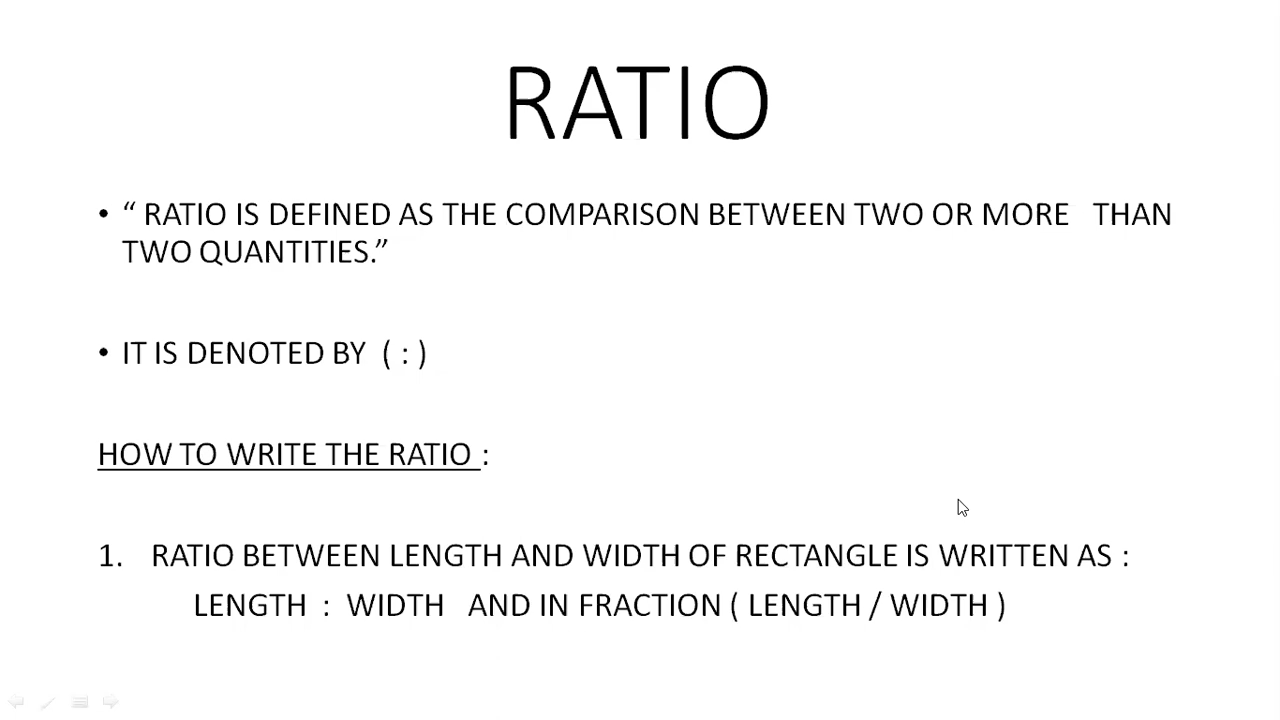 RATIO
• “ RATIO IS DEFINED AS THE COMPARISON BETWEEN TWO OR MORE THAN
TWO QUANTITIES.”
• IT IS DENOTED BY ( : )
HOW TO WRITE THE RATIO :
1. RATIO BETWEEN LENGTH AND WIDTH OF RECTANGLE IS WRITTEN AS :
LENGTH : WIDTH AND IN FRACTION ( LENGTH / WIDTH )